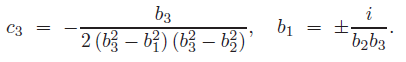 c_3 = -\frac{b_3}{2\,(b_3^2 - b_1^2)\,(b_3^2 - b_2^2)}, \quad b_1 = \pm\frac{i}{b_2 b_3}.